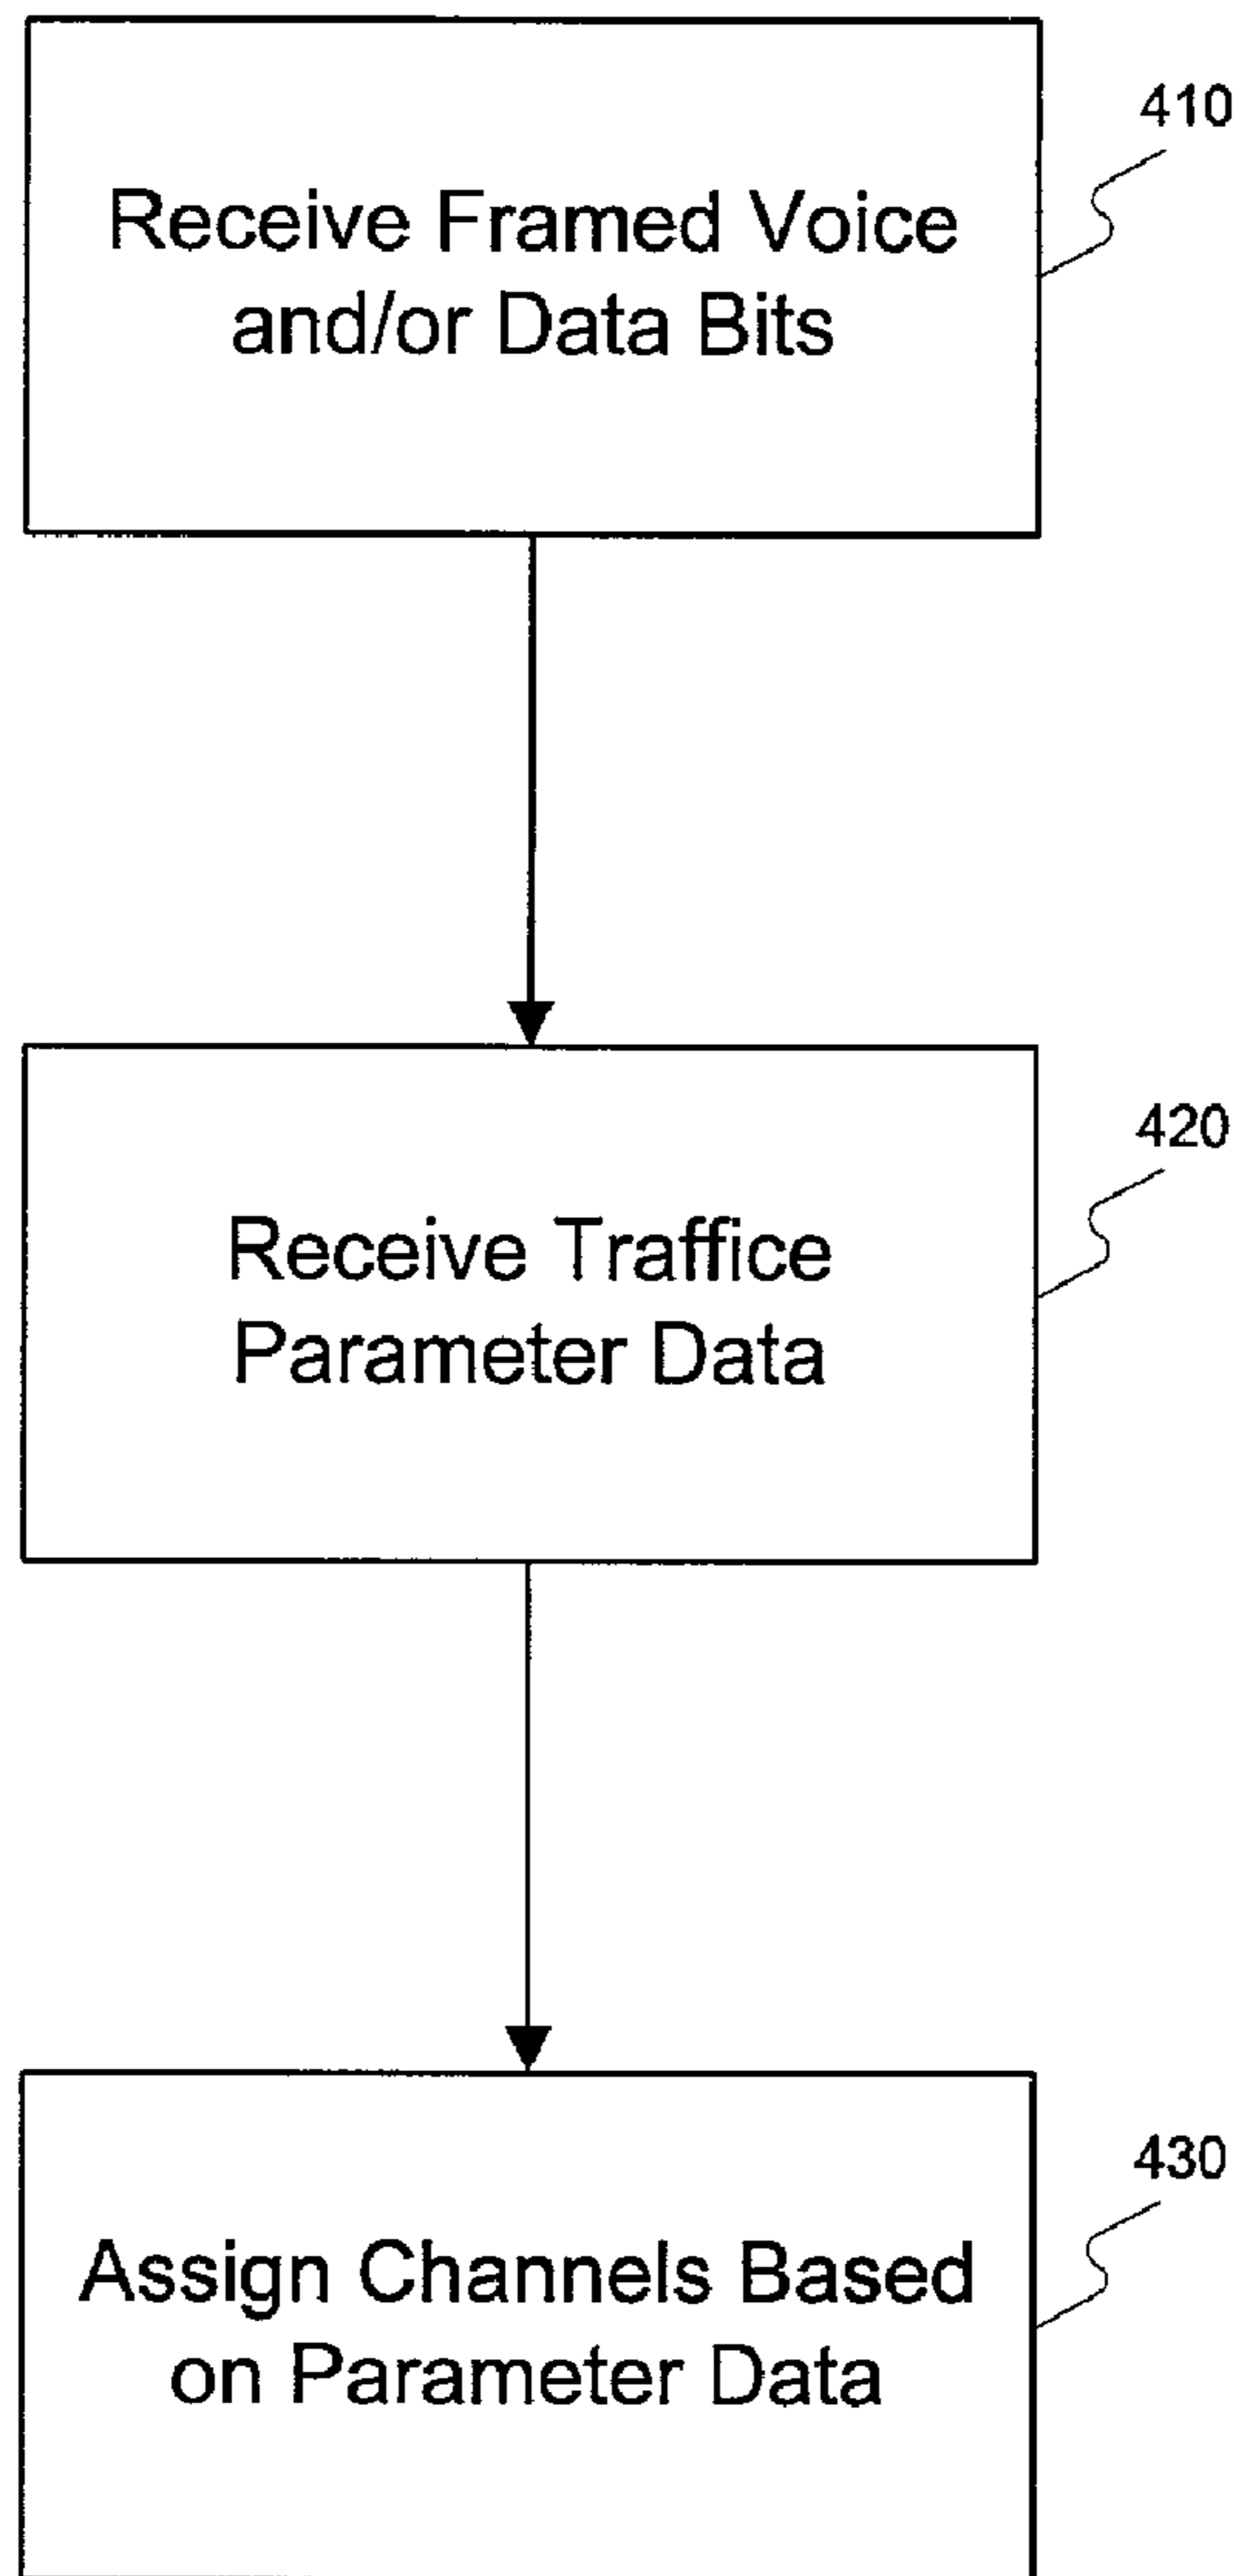 410
Receive Framed Voice
and/or Data Bits
420
Receive Traffice
Parameter Data
430
Assign Channels Based
on Parameter Data